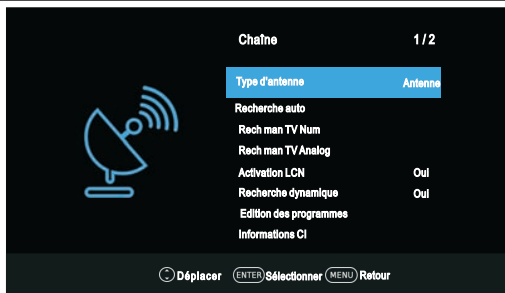 Chaîne 1/2
Type d'antenne Antenne
Recherche auto
Rech man TV Num
Rech man TV Analog
Activation LCN Oui
Recherche dynamique Oui
Edition des programmes
Informations CI
Déplacer ENTER Sélectionner MENU Retour